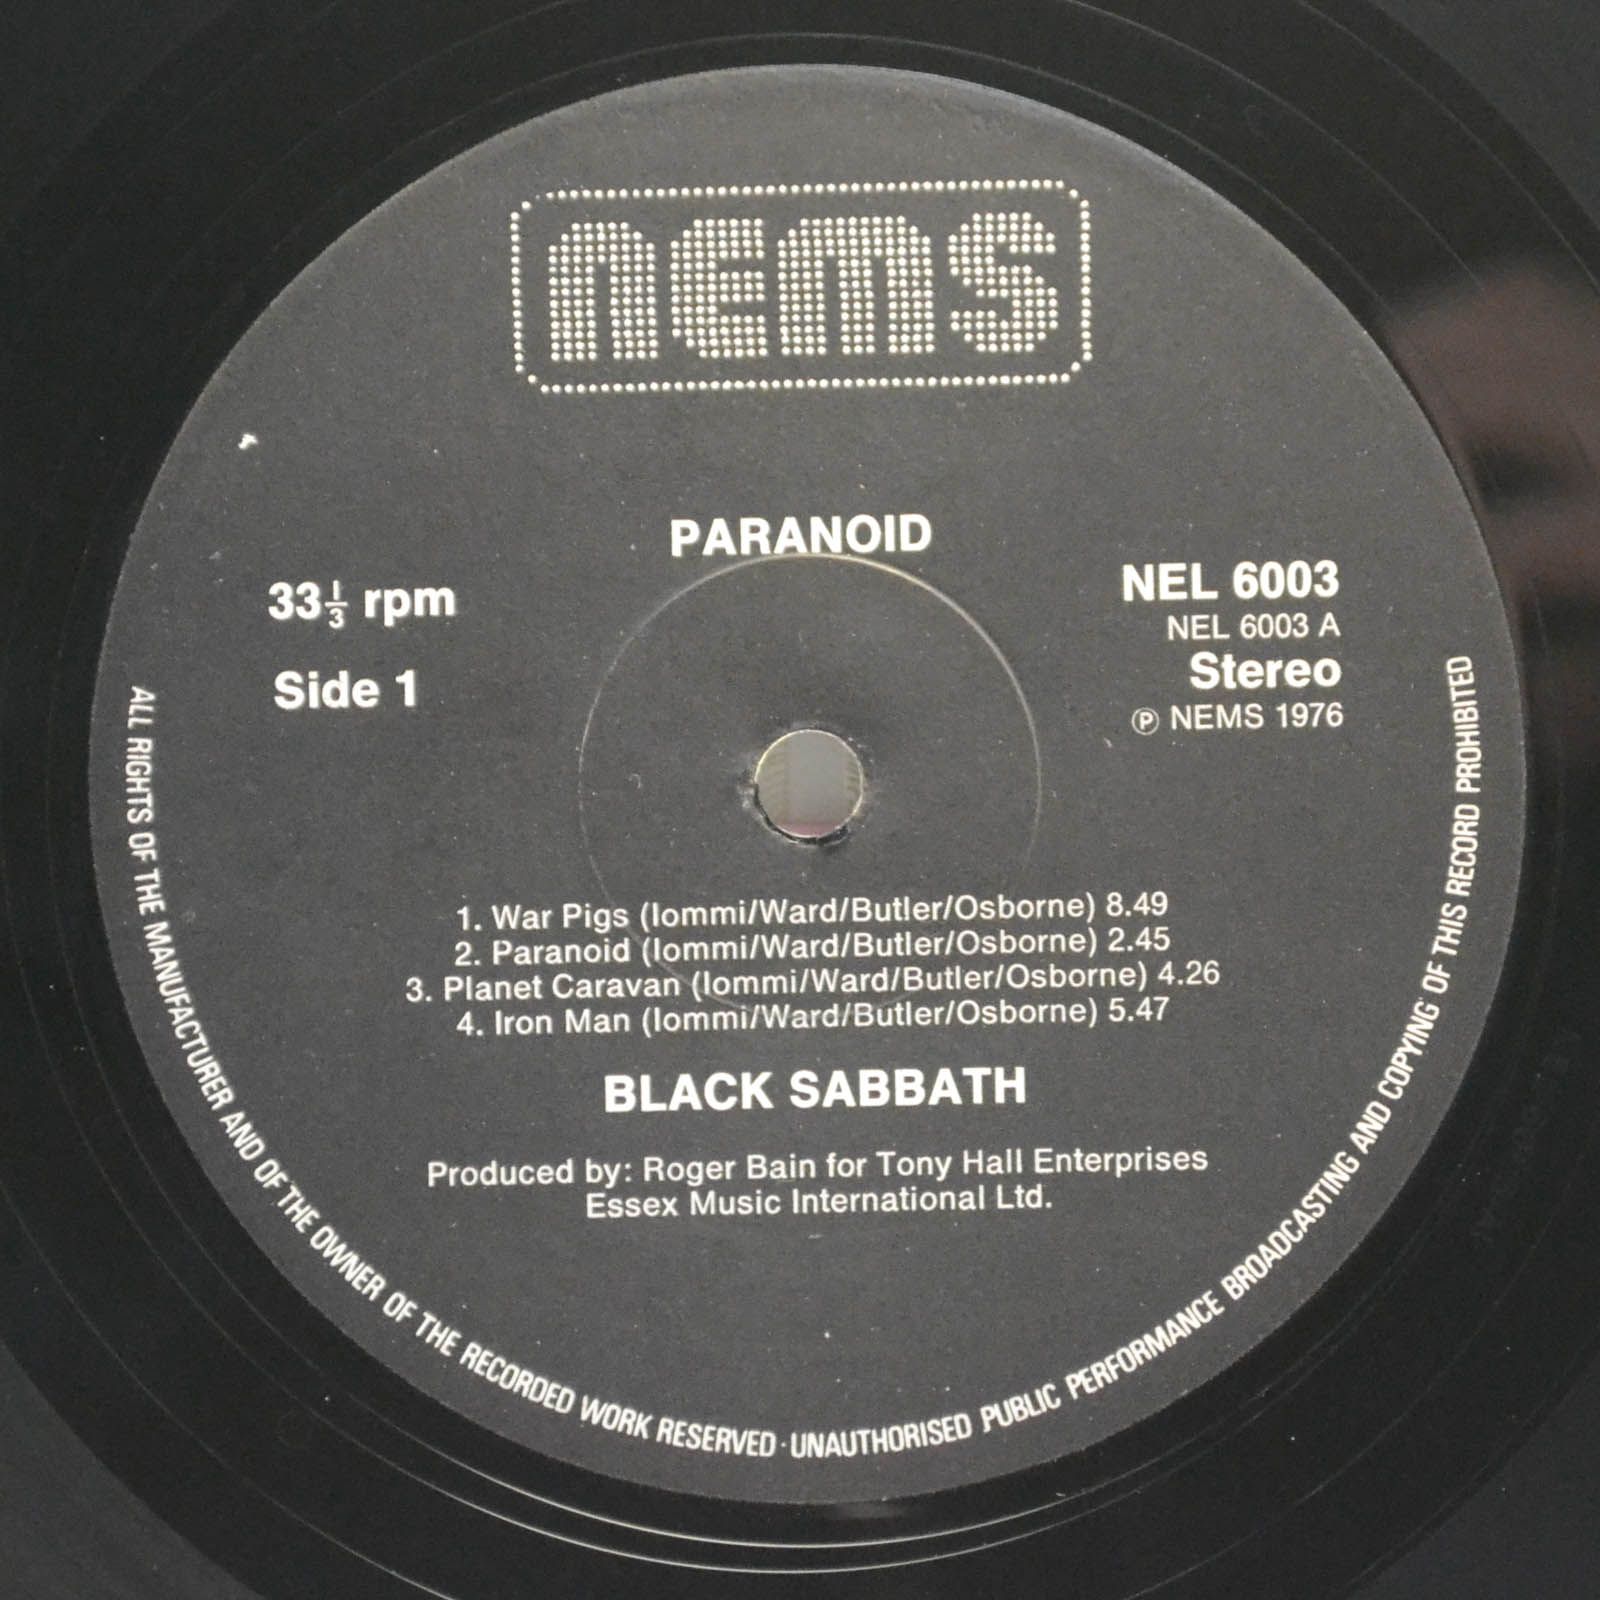 nems
PARANOID
33⅓ rpm
Side 1
NEL 6003
NEL 6003 A
Stereo
℗ NEMS 1976
1. War Pigs (Iommi/Ward/Butler/Osborne) 8.49
2. Paranoid (Iommi/Ward/Butler/Osborne) 2.45
3. Planet Caravan (Iommi/Ward/Butler/Osborne) 4.26
4. Iron Man (Iommi/Ward/Butler/Osborne) 5.47
BLACK SABBATH
Produced by: Roger Bain for Tony Hall Enterprises
Essex Music International Ltd.
ALL RIGHTS OF THE MANUFACTURER AND OF THE OWNER OF THE RECORDED WORK RESERVED · UNAUTHORISED PUBLIC PERFORMANCE BROADCASTING AND COPYING OF THIS RECORD PROHIBITED